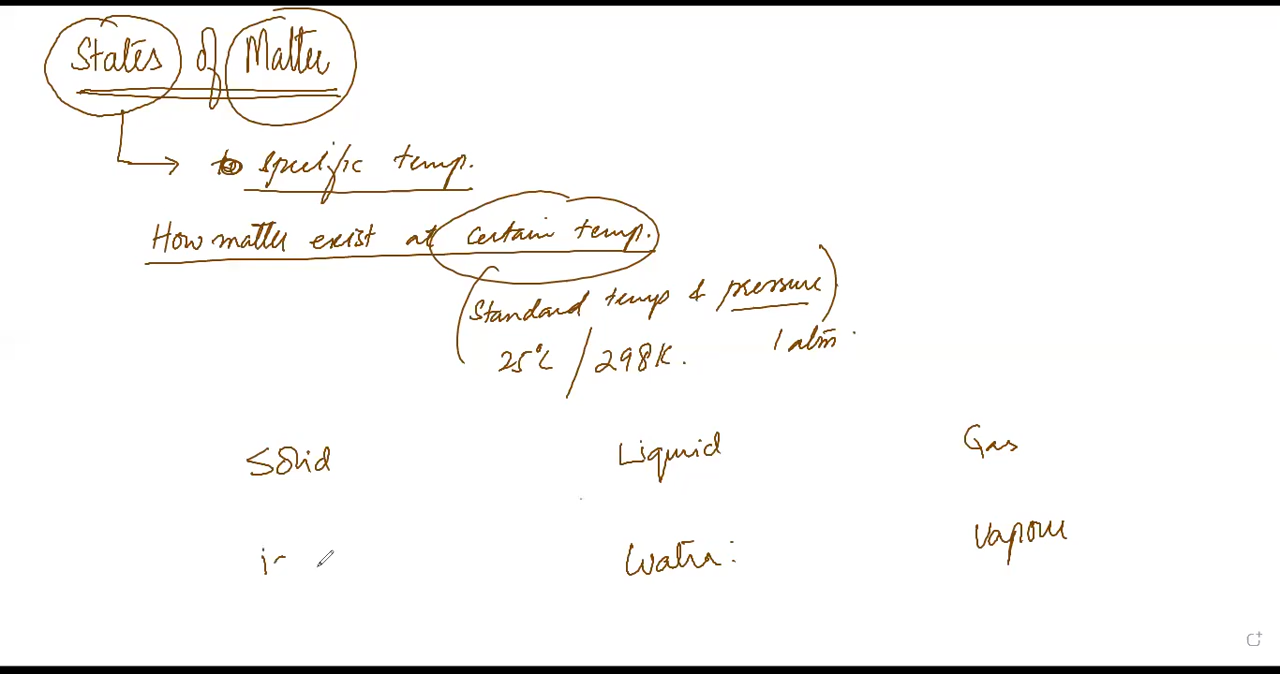 States of Matter
to specific temp.
How matter exist at certain temp.
(Standard temp & pressure)
25°C / 298K. 1 atm.
Solid Liquid Gas
Water: Vapour